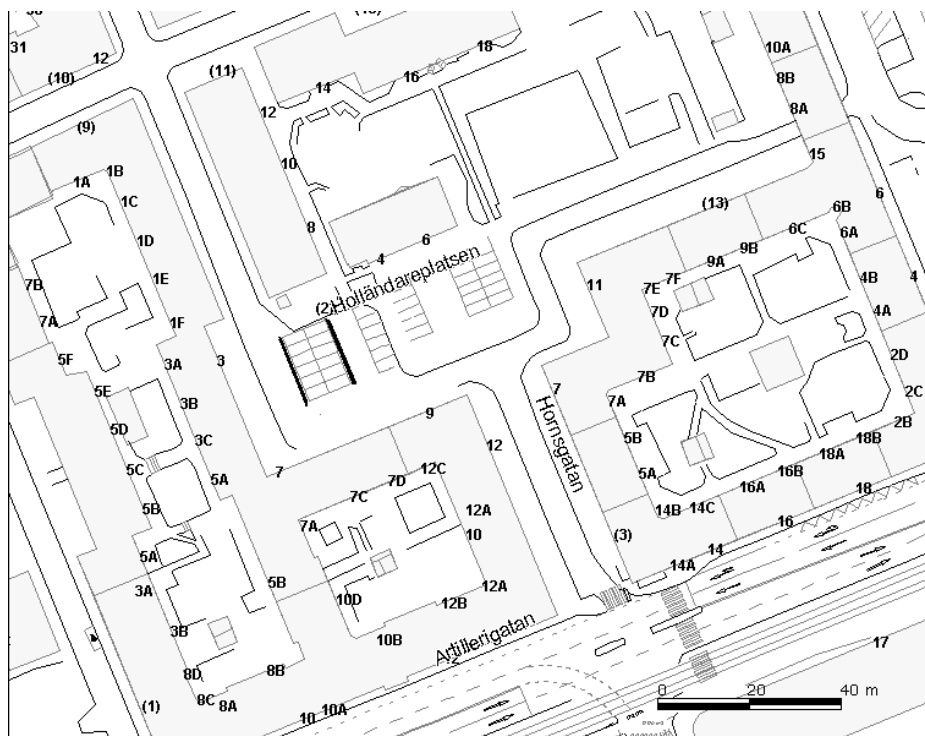 31
12
(10)
(11)
14
16
18
10A
8B
8A
(9)
12
15
1A
1B
1C
10
6
(13)
6B
6A
6C
1D
8
6
9B
9A
4
Holländareplatsen
(2)
7B
1E
7F
7E
11
4B
4
7A
1F
7D
4A
5F
3A
3
7C
2D
7B
7
5E
3B
7A
2C
5D
9
12
Hornsgatan
5B
2B
3C
18B
5C
5A
7
7D
12C
5A
18A
16B
16A
18
5B
7C
14B
14C
16
7A
12A
10
(3)
14
5A
14A
3A
5B
10D
12A
12B
3B
10B
Artillerigatan
17
8D
8B
8C
8A
(1)
10
10A
0 20 40 m